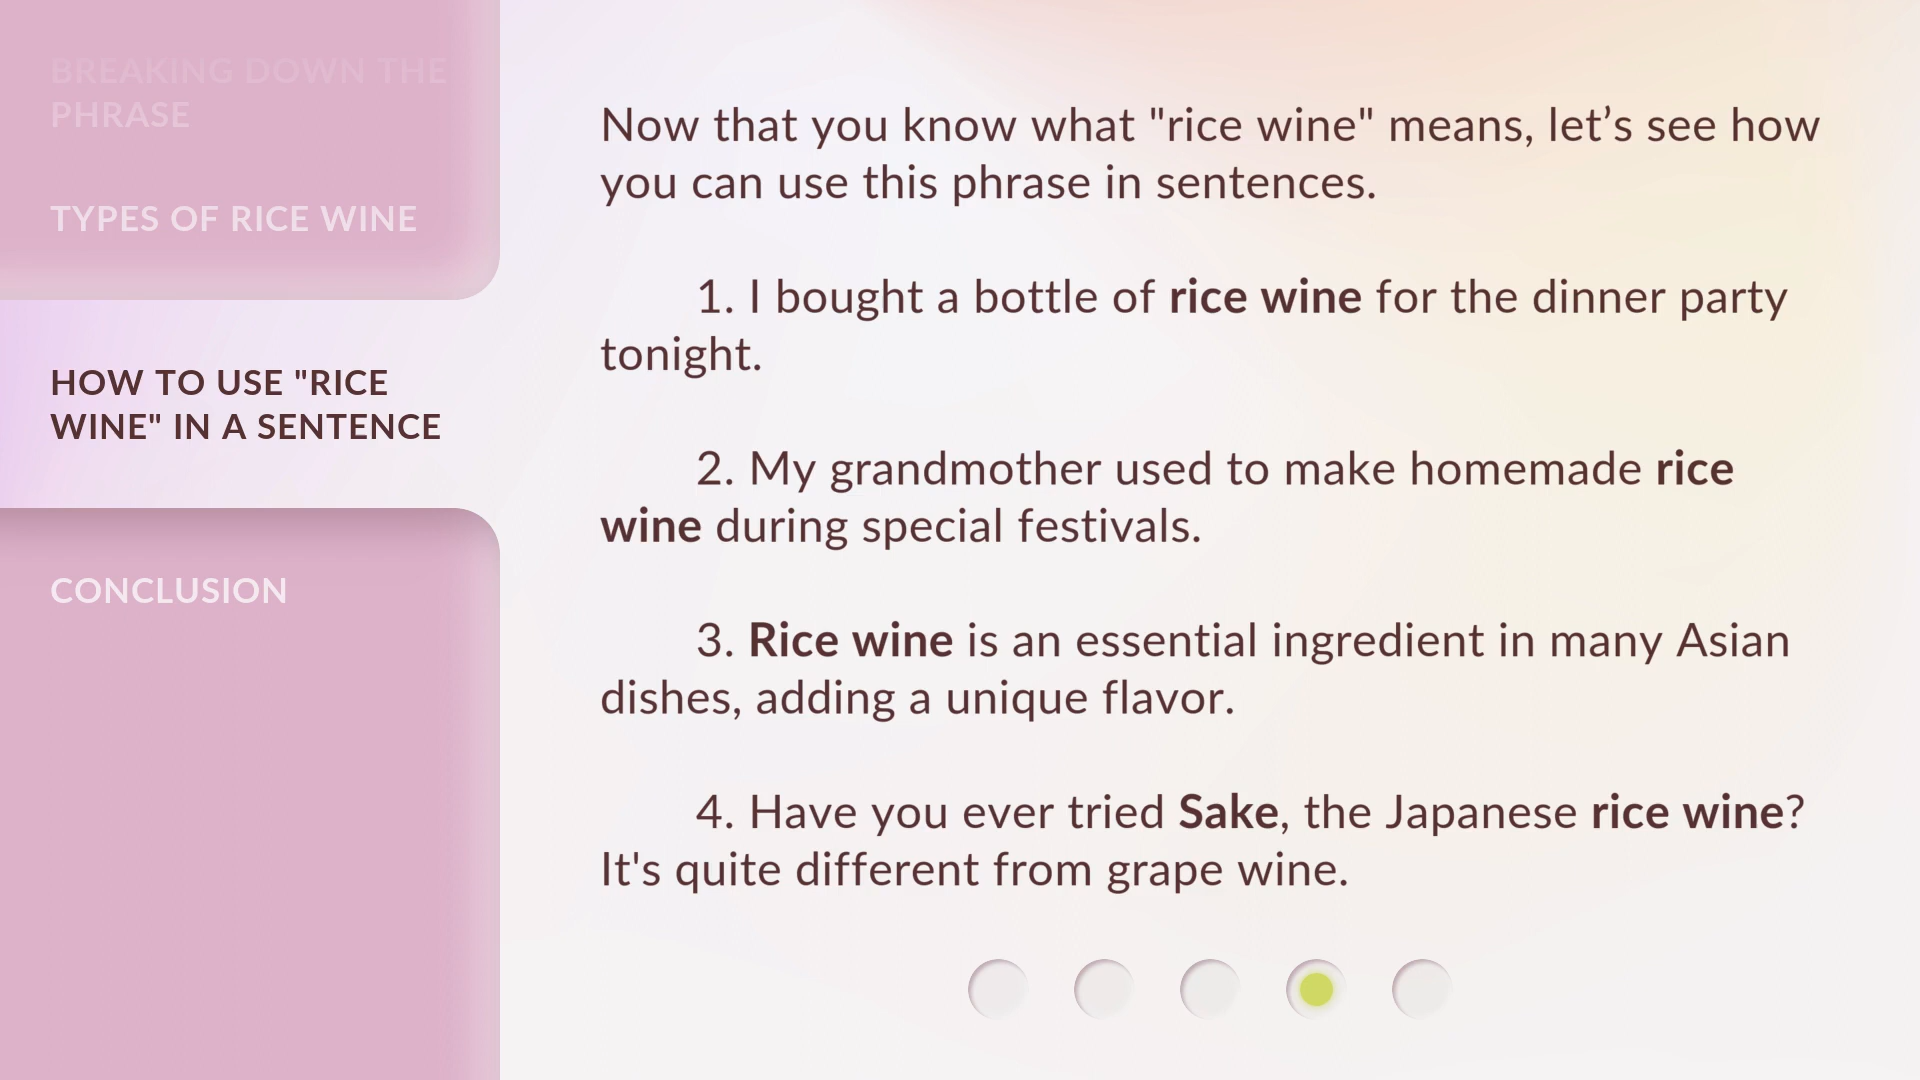 BREAKING DOWN THE
PHRASE
TYPES OF RICE WINE
HOW TO USE "RICE
WINE" IN A SENTENCE
CONCLUSION
Now that you know what "rice wine" means, let’s see how
you can use this phrase in sentences.
1. I bought a bottle of rice wine for the dinner party
tonight.
2. My grandmother used to make homemade rice
wine during special festivals.
3. Rice wine is an essential ingredient in many Asian
dishes, adding a unique flavor.
4. Have you ever tried Sake, the Japanese rice wine?
It's quite different from grape wine.